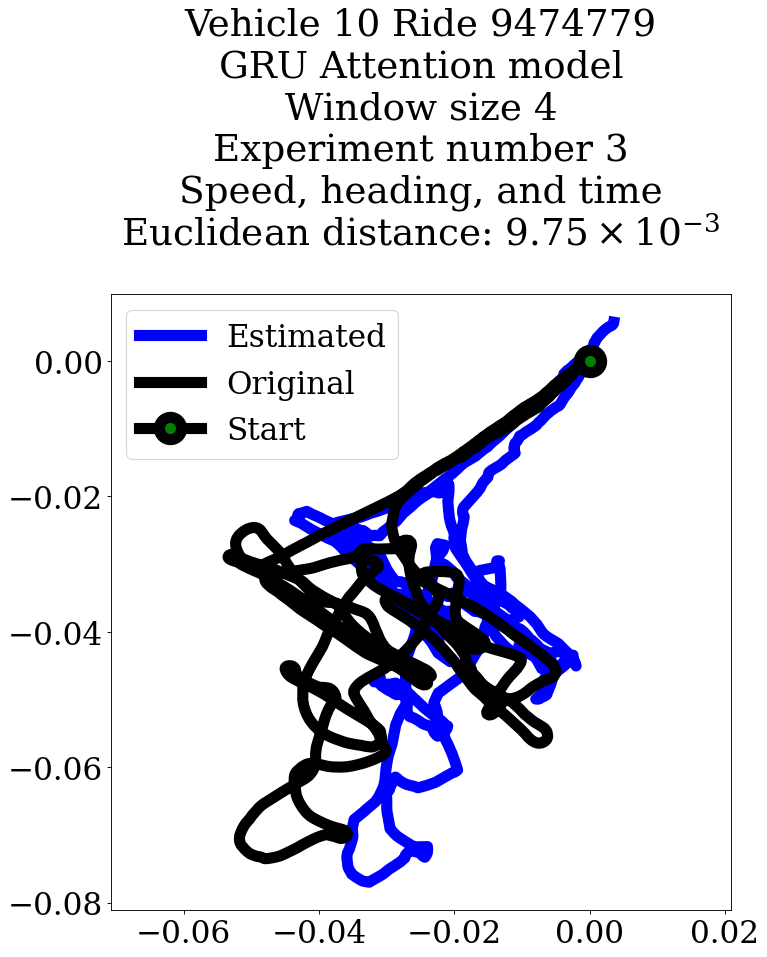 Vehicle 10 Ride 9474779
GRU Attention model
Window size 4
Experiment number 3
Speed, heading, and time
Euclidean distance: 9.75 × 10⁻³
Estimated
Original
Start
0.00
−0.02
−0.04
−0.06
−0.08
−0.06 −0.04 −0.02 0.00 0.02